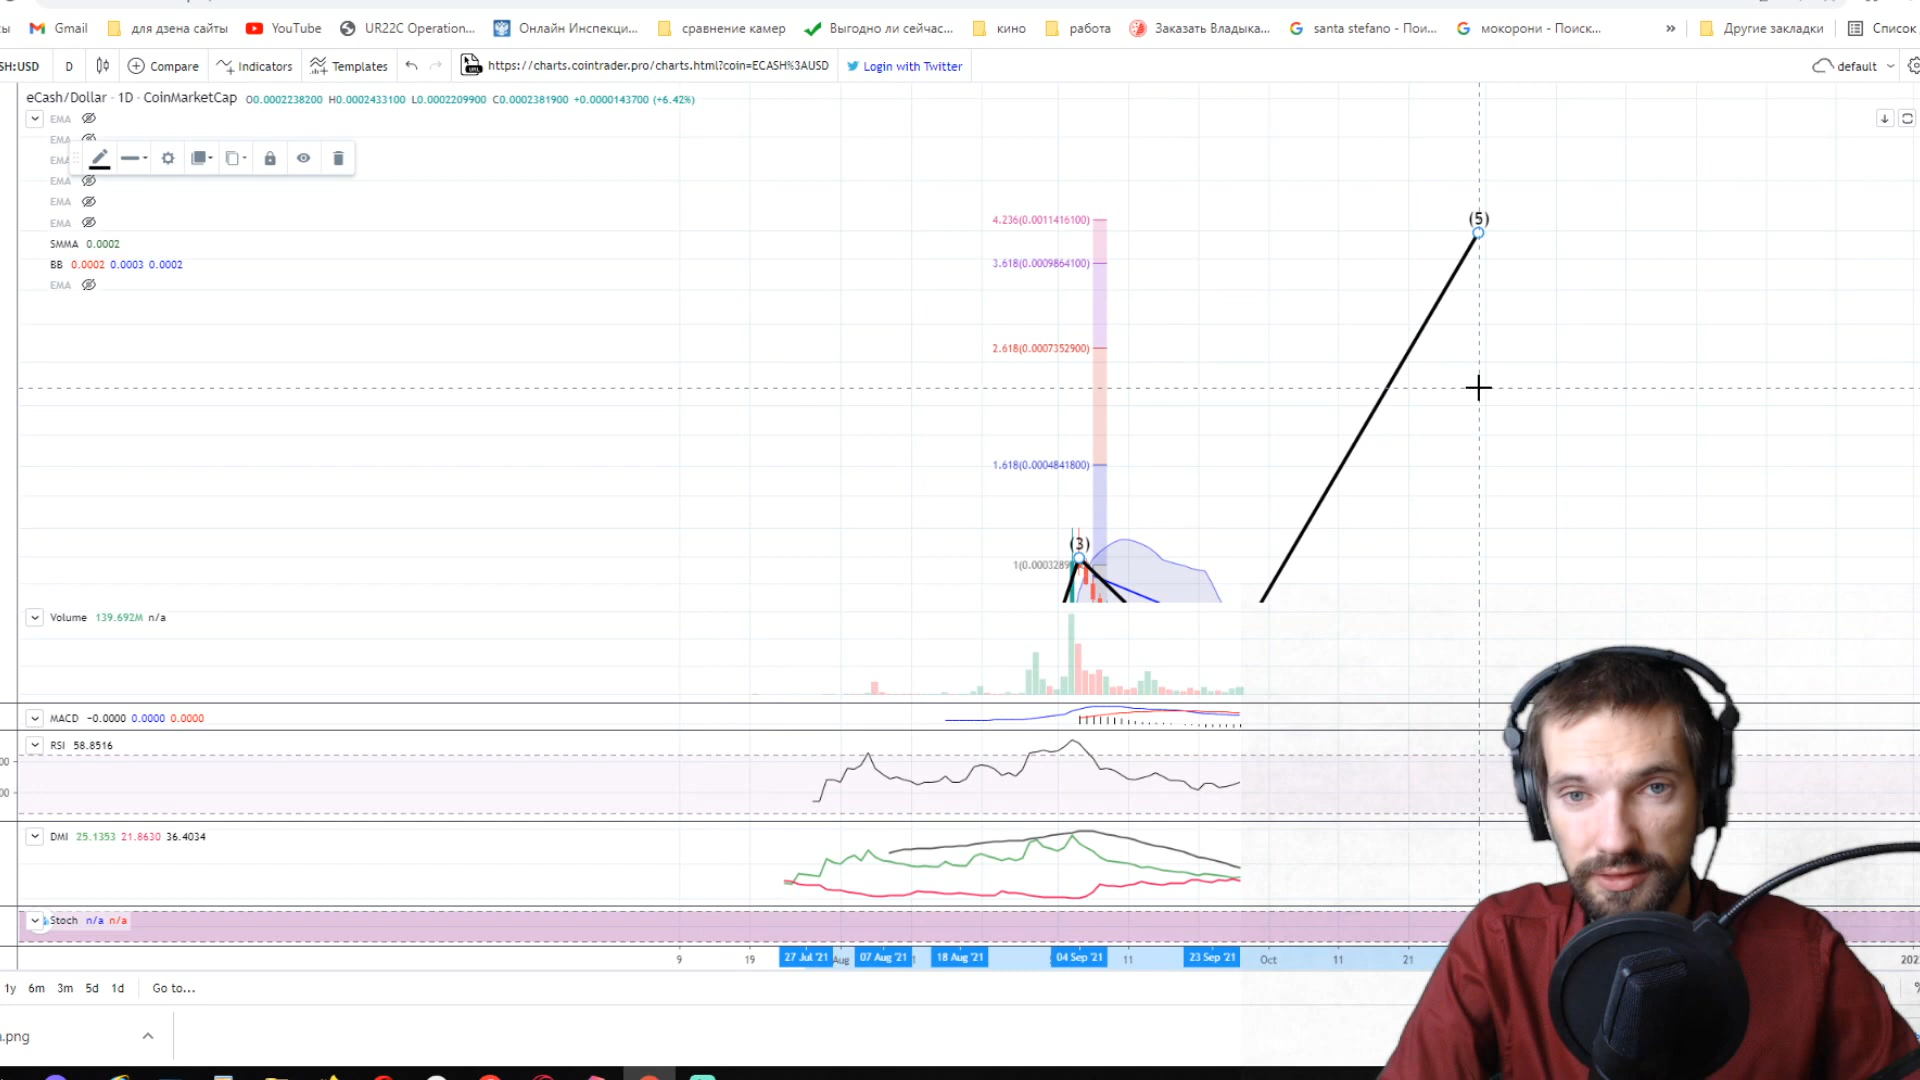 Gmail для дзена сайты YouTube UR22C Operation... Онлайн Инспекци... сравнение камер Выгодно ли сейчас... кино работа Заказать Владыка... santa stefano - Пои... мокорони - Поиск... » Другие закладки Список
SH:USD D Compare Indicators Templates https://charts.cointrader.pro/charts.html?coin=ECASH%3AUSD Login with Twitter default
eCash/Dollar · 1D · CoinMarketCap O0.0002238200 H0.0002433100 L0.0002209900 C0.0002381900 +0.0000143700 (+6.42%)
EMA
EMA
EMA
EMA
EMA
EMA
SMMA 0.0002
BB 0.0002 0.0003 0.0002
EMA
4.236(0.0011416100)
(5)
3.618(0.0009864100)
2.618(0.0007352900)
1.618(0.0004841800)
(3)
1(0.0003289
Volume 139.692M n/a
MACD −0.0000 0.0000 0.0000
RSI 58.8516
DMI 25.1353 21.8630 36.4034
Stoch n/a n/a
9 19 27 Jul '21 Aug 07 Aug '21 18 Aug '21 04 Sep '21 11 23 Sep '21 Oct 11 21 202
1y 6m 3m 5d 1d Go to...
.png